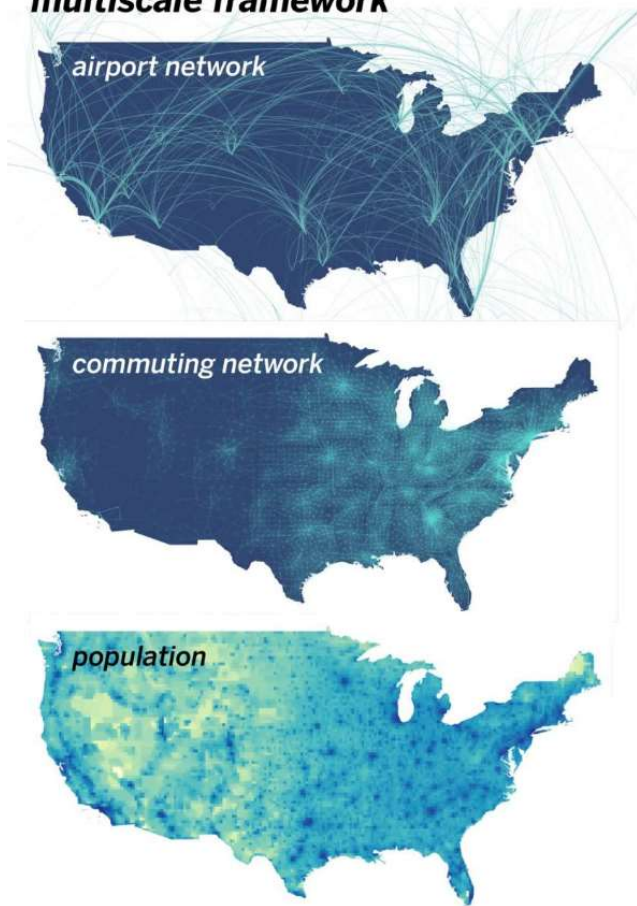 multiscale framework
airport network
commuting network
population